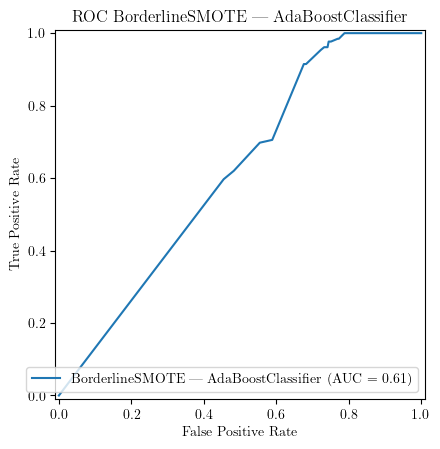 ROC BorderlineSMOTE — AdaBoostClassifier
True Positive Rate
1.0
0.8
0.6
0.4
0.2
0.0
BorderlineSMOTE — AdaBoostClassifier (AUC = 0.61)
0.0 0.2 0.4 0.6 0.8 1.0
False Positive Rate